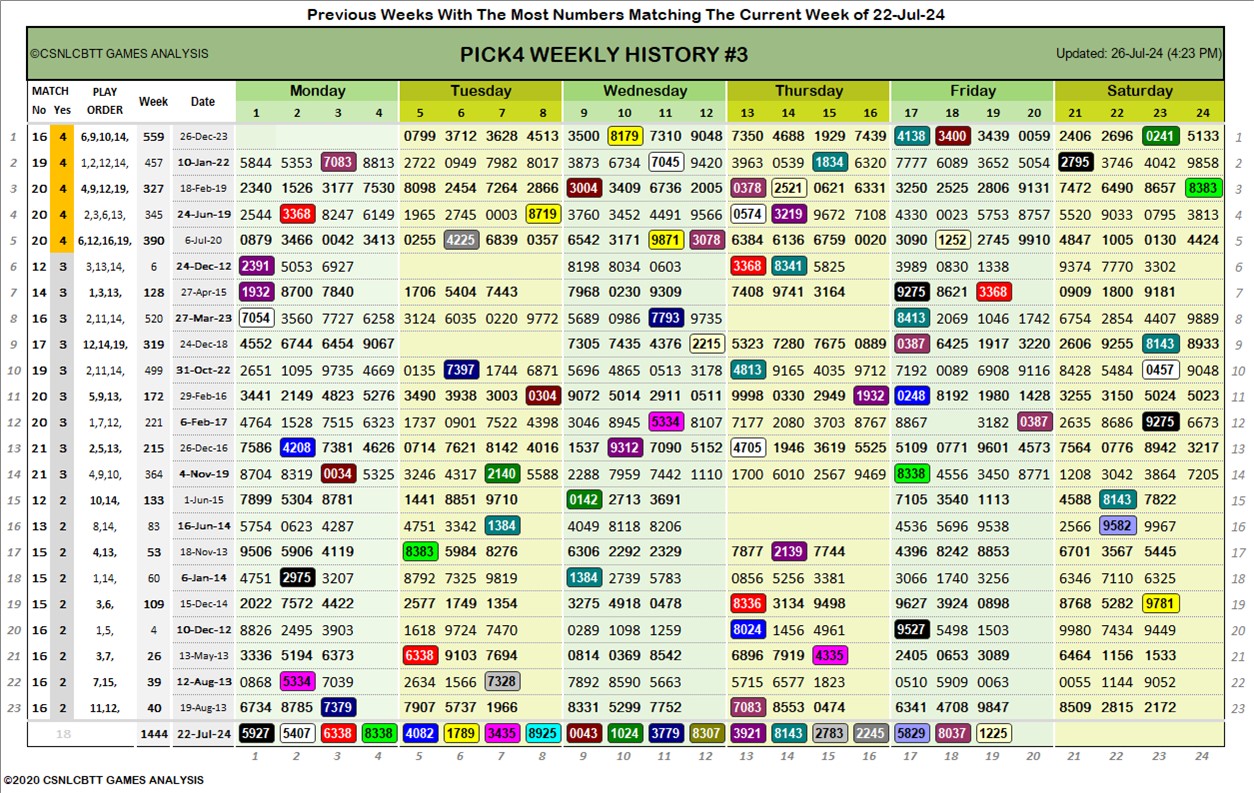 Previous Weeks With The Most Numbers Matching The Current Week of 22-Jul-24
©CSNLCBTT GAMES ANALYSIS PICK4 WEEKLY HISTORY #3 Updated: 26-Jul-24 (4:23 PM)
MATCH PLAY Week Date Monday Tuesday Wednesday Thursday Friday Saturday
No Yes ORDER 1 2 3 4 5 6 7 8 9 10 11 12 13 14 15 16 17 18 19 20 21 22 23 24
1 16 4 6,9,10,14, 559 26-Dec-23 0799 3712 3628 4513 3500 8179 7310 9048 7350 4688 1929 7439 4138 3400 3439 0059 2406 2696 0241 5133 1
2 19 4 1,2,12,14, 457 10-Jan-22 5844 5353 7083 8813 2722 0949 7982 8017 3873 6734 7045 9420 3963 0539 1834 6320 7777 6089 3652 5054 2795 3746 4042 9858 2
3 20 4 4,9,12,19, 327 18-Feb-19 2340 1526 3177 7530 8098 2454 7264 2866 3004 3409 6736 2005 0378 2521 0621 6331 3250 2525 2806 9131 7472 6490 8657 8383 3
4 20 4 2,3,6,13, 345 24-Jun-19 2544 3368 8247 6149 1965 2745 0003 8719 3760 3452 4491 9566 0574 3219 9672 7108 4330 0023 5753 8757 5520 9033 0795 3813 4
5 20 4 6,12,16,19, 390 6-Jul-20 0879 3466 0042 3413 0255 4225 6839 0357 6542 3171 9871 3078 6384 6136 6759 0020 3090 1252 2745 9910 4847 1005 0130 4424 5
6 12 3 3,13,14, 6 24-Dec-12 2391 5053 6927 8198 8034 0603 3368 8341 5825 3989 0830 1338 9374 7770 3302 6
7 14 3 1,3,13, 128 27-Apr-15 1932 8700 7840 1706 5404 7443 7968 0230 9309 7408 9741 3164 9275 8621 3368 0909 1800 9181 7
8 16 3 2,11,14, 520 27-Mar-23 7054 3560 7727 6258 3124 6035 0220 9772 5689 0986 7793 9735 8413 2069 1046 1742 6754 2854 4407 9889 8
9 17 3 12,14,19, 319 24-Dec-18 4552 6744 6454 9067 7305 7435 4376 2215 5323 7280 7675 0889 0387 6425 1917 3220 2606 9255 8143 8933 9
10 19 3 2,11,14, 499 31-Oct-22 2651 1095 9735 4669 0135 7397 1744 6871 5696 4865 0513 3178 4813 9165 4035 9712 7192 0089 6908 9116 8428 5484 0457 9048 10
11 20 3 5,9,13, 172 29-Feb-16 3441 2149 4823 5276 3490 3938 3003 0304 9072 5014 2911 0511 9998 0330 2949 1932 0248 8192 1980 1428 3255 3150 5024 5023 11
12 20 3 1,7,12, 221 6-Feb-17 4764 1528 7515 6323 1737 0901 7522 4398 3046 8945 5334 8107 7177 2080 3703 8767 8867 3182 0387 2635 8686 9275 6673 12
13 21 3 2,5,13, 215 26-Dec-16 7586 4208 7381 4626 0714 7621 8142 4016 1537 9312 7090 5152 4705 1946 3619 5525 5109 0771 9601 4573 7564 0776 8942 3217 13
14 21 3 4,9,10, 364 4-Nov-19 8704 8319 0034 5325 3246 4317 2140 5588 2288 7959 7442 1110 1700 6010 2567 9469 8338 4556 3450 8771 1208 3042 3864 7205 14
15 12 2 10,14, 133 1-Jun-15 7899 5304 8781 1441 8851 9710 0142 2713 3691 7105 3540 1113 4588 8143 7822 15
16 13 2 8,14, 83 16-Jun-14 5754 0623 4287 4751 3342 1384 4049 8118 8206 4536 5696 9538 2566 9582 9967 16
17 15 2 4,13, 53 18-Nov-13 9506 5906 4119 8383 5984 8276 6306 2292 2329 7877 2139 7744 4396 8242 8853 6701 3567 5445 17
18 15 2 1,14, 60 6-Jan-14 4751 2975 3207 8792 7325 9819 1384 2739 5783 0856 5256 3381 3066 1740 3256 6346 7110 6325 18
19 15 2 3,6, 109 15-Dec-14 2022 7572 4422 2577 1749 1354 3275 4918 0478 8336 3134 9498 9627 3924 0898 8768 5282 9781 19
20 16 2 1,5, 4 10-Dec-12 8826 2495 3903 1618 9724 7470 0289 1098 1259 8024 1456 4961 9527 5498 1503 9980 7434 9449 20
21 16 2 3,7, 26 13-May-13 3336 5194 6373 6338 9103 7694 0814 0369 8542 6896 7919 4335 2405 0653 3089 6464 1156 1533 21
22 16 2 7,15, 39 12-Aug-13 0868 5334 7039 2634 1566 7328 7892 8590 5663 5715 6577 1823 0510 5909 0063 0055 1144 9052 22
23 16 2 11,12, 40 19-Aug-13 6734 8785 7379 7907 5737 1966 8331 5299 7752 7083 8553 0474 6341 4708 9847 8509 2815 2172 23
18 1444 22-Jul-24 5927 5407 6338 8338 4082 1789 3435 8925 0043 1024 3779 8307 3921 8143 2783 2245 5829 8037 1225
1 2 3 4 5 6 7 8 9 10 11 12 13 14 15 16 17 18 19 20 21 22 23 24
©2020 CSNLCBTT GAMES ANALYSIS